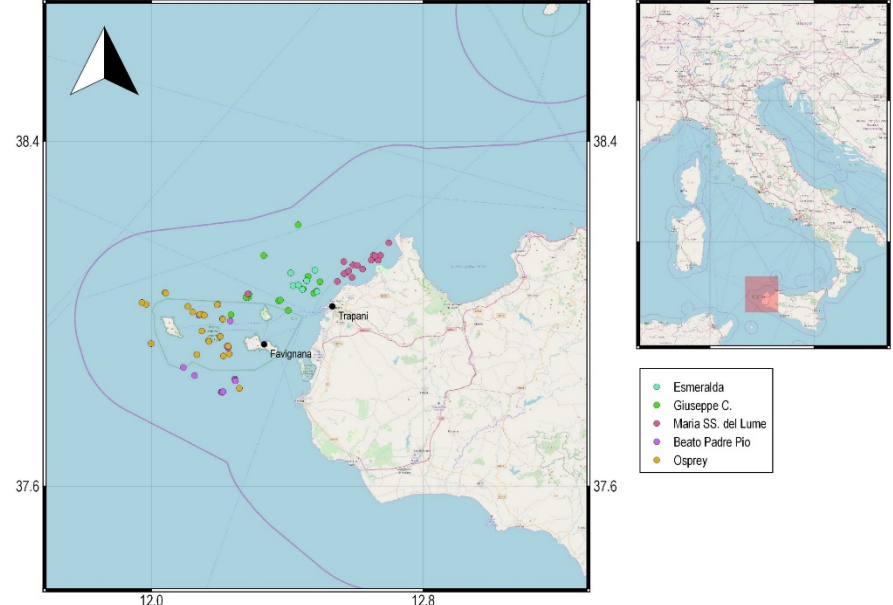 38.4
38.4
Trapani
Favignana
37.6
37.6
12.0
12.8
Esmeralda
Giuseppe C.
Maria SS. del Lume
Beato Padre Pio
Osprey